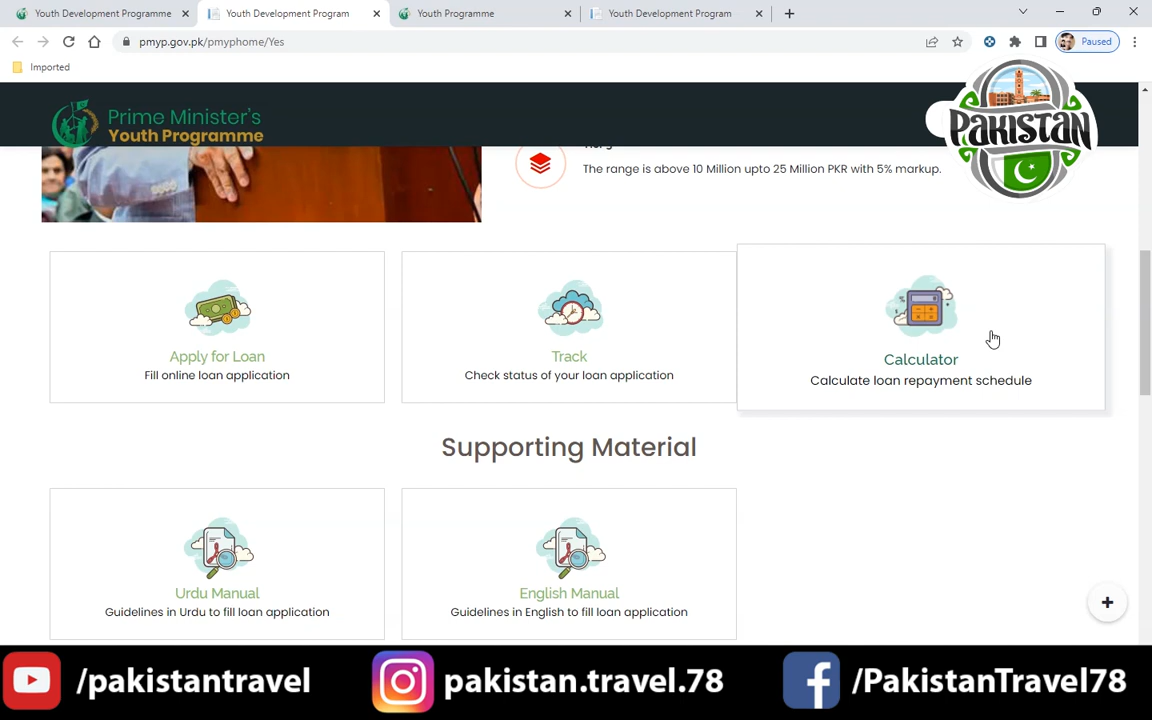 Youth Development Programme
Youth Development Program
Youth Programme
Youth Development Program
pmyp.gov.pk/pmyphome/Yes
Paused
Imported
Prime Minister's
Youth Programme
PAKISTAN
The range is above 10 Million upto 25 Million PKR with 5% markup.
Apply for Loan
Fill online loan application
Track
Check status of your loan application
Calculator
Calculate loan repayment schedule
Supporting Material
Urdu Manual
Guidelines in Urdu to fill loan application
English Manual
Guidelines in English to fill loan application
/pakistantravel
pakistan.travel.78
/PakistanTravel78